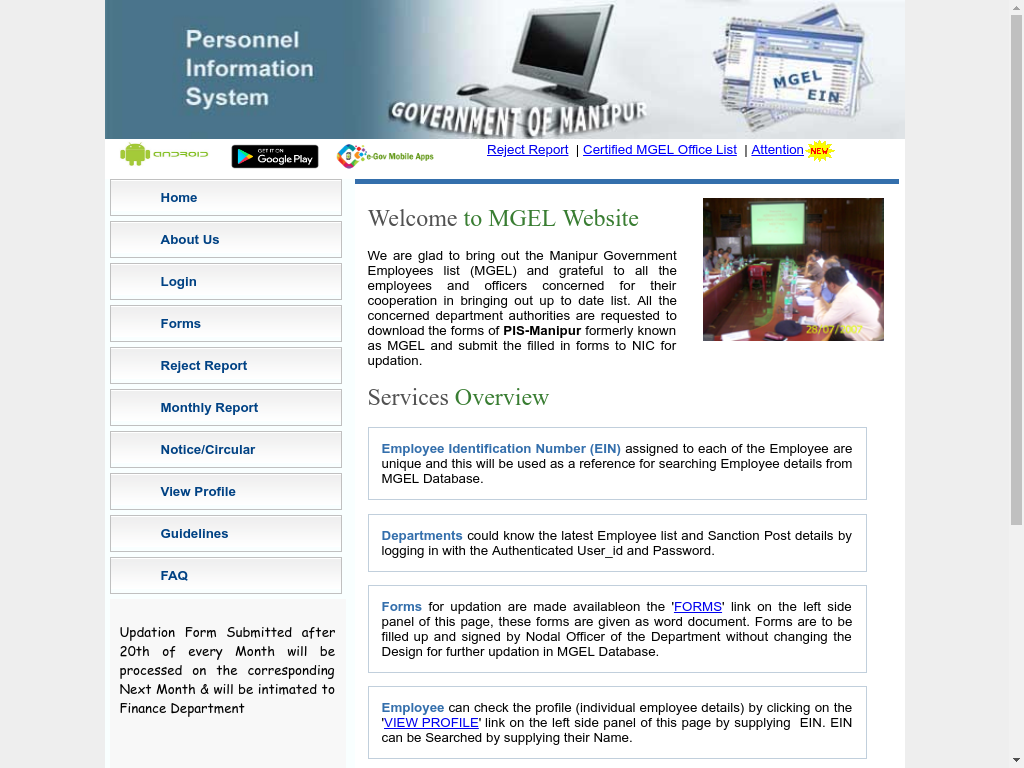 Personnel
Information
System
GOVERNMENT OF MANIPUR
MGEL
EIN
ANDROID
GET IT ON
Google Play
e-Gov Mobile Apps
Reject Report | Certified MGEL Office List | Attention NEW
Home
About Us
Login
Forms
Reject Report
Monthly Report
Notice/Circular
View Profile
Guidelines
FAQ
Updation Form Submitted after
20th of every Month will be
processed on the corresponding
Next Month & will be intimated to
Finance Department
Welcome to MGEL Website
We are glad to bring out the Manipur Government
Employees list (MGEL) and grateful to all the
employees and officers concerned for their
cooperation in bringing out up to date list. All the
concerned department authorities are requested to
download the forms of PIS-Manipur formerly known
as MGEL and submit the filled in forms to NIC for
updation.
Services Overview
Employee Identification Number (EIN) assigned to each of the Employee are
unique and this will be used as a reference for searching Employee details from
MGEL Database.
Departments could know the latest Employee list and Sanction Post details by
logging in with the Authenticated User_id and Password.
Forms for updation are made availableon the 'FORMS' link on the left side
panel of this page, these forms are given as word document. Forms are to be
filled up and signed by Nodal Officer of the Department without changing the
Design for further updation in MGEL Database.
Employee can check the profile (individual employee details) by clicking on the
'VIEW PROFILE' link on the left side panel of this page by supplying EIN. EIN
can be Searched by supplying their Name.